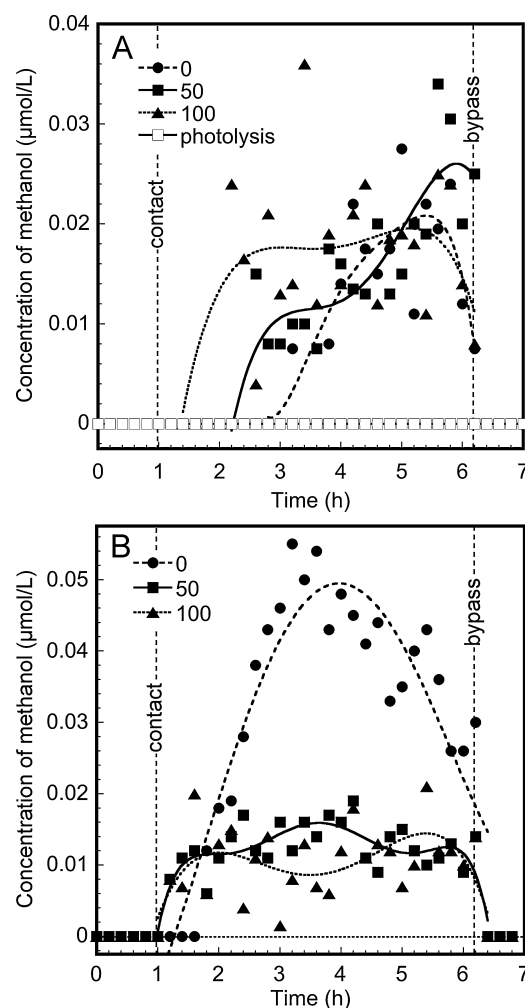 A
0
50
100
photolysis
contact
bypass
Concentration of methanol (μmol/L)
0.04
0.03
0.02
0.01
0
0 1 2 3 4 5 6 7
Time (h)
B
0
50
100
contact
bypass
Concentration of methanol (μmol/L)
0.05
0.04
0.03
0.02
0.01
0
0 1 2 3 4 5 6 7
Time (h)